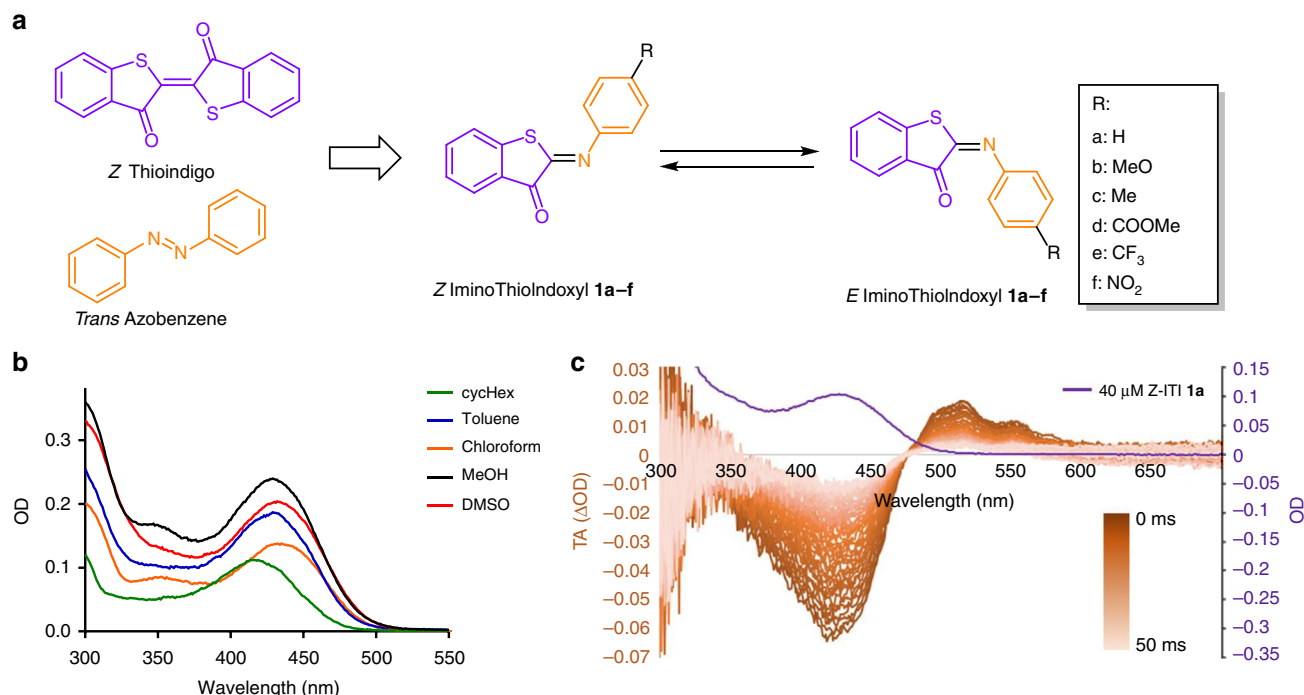 a
S
O
S
O
Z Thioindigo
N
N
Trans Azobenzene
R
S
N
O
Z IminoThioIndoxyl 1a–f
S
N
O
R
E IminoThioIndoxyl 1a–f
R:
a: H
b: MeO
c: Me
d: COOMe
e: CF3
f: NO2
b
OD
0.3
0.2
0.1
0.0
300 350 400 450 500 550
Wavelength (nm)
cycHex
Toluene
Chloroform
MeOH
DMSO
c
TA (ΔOD)
0.03
0.02
0.01
0
–0.01
–0.02
–0.03
–0.04
–0.05
–0.06
–0.07
300 350 400 450 500 550 600 650
Wavelength (nm)
40 μM Z-ITI 1a
0 ms
50 ms
0.15
0.1
0.05
0
–0.05
–0.1
–0.15
–0.2
–0.25
–0.3
–0.35
OD